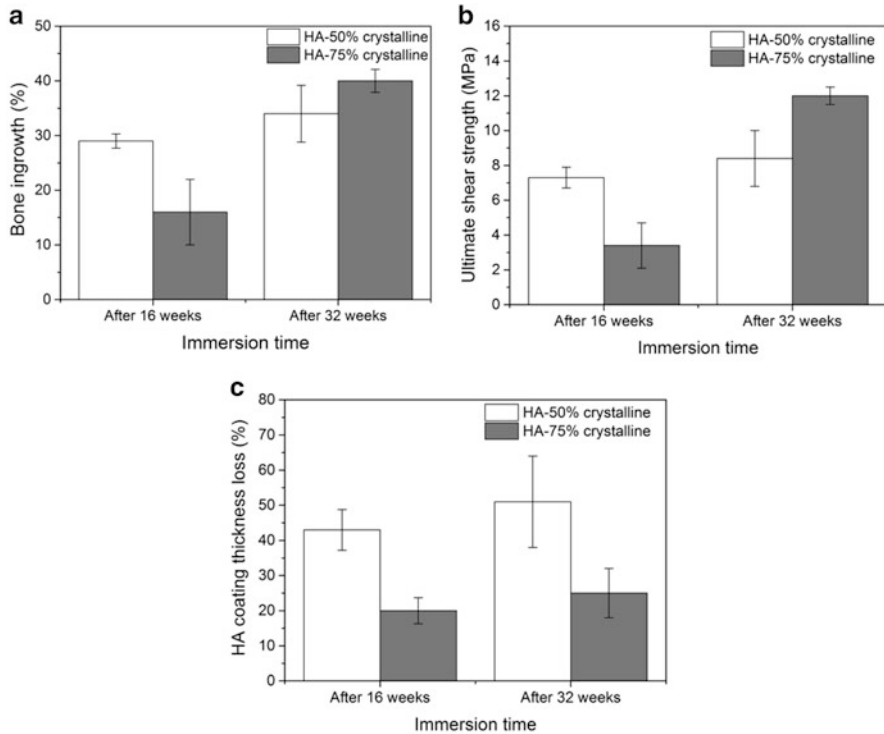 a
Bone ingrowth (%)
50
40
30
20
10
0
HA-50% crystalline
HA-75% crystalline
After 16 weeks
After 32 weeks
Immersion time
b
Ultimate shear strength (MPa)
16
14
12
10
8
6
4
2
0
HA-50% crystalline
HA-75% crystalline
After 16 weeks
After 32 weeks
Immersion time
c
HA coating thickness loss (%)
80
70
60
50
40
30
20
10
0
HA-50% crystalline
HA-75% crystalline
After 16 weeks
After 32 weeks
Immersion time